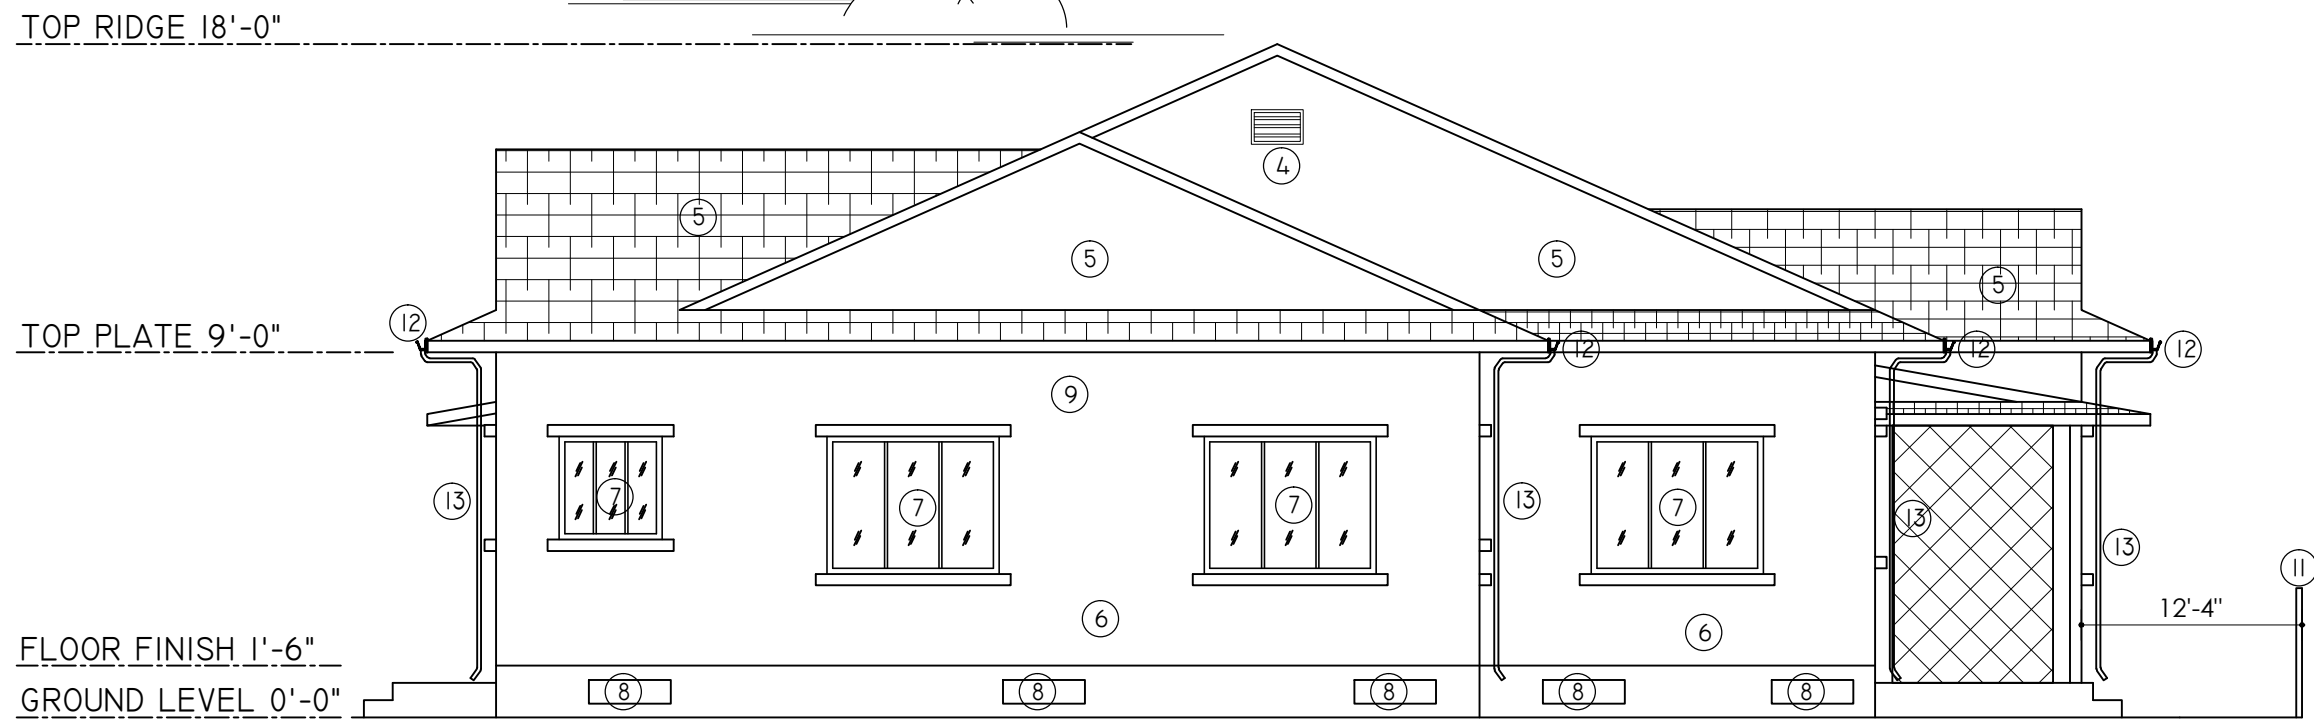 TOP RIDGE 18'-0"
4
5
5 5
5
12
TOP PLATE 9'-0"
12 12 12
9
7
13 7 7 7 13
13
13
11
12'-4"
6
6
FLOOR FINISH 1'-6"
8 8 8 8 8
GROUND LEVEL 0'-0"